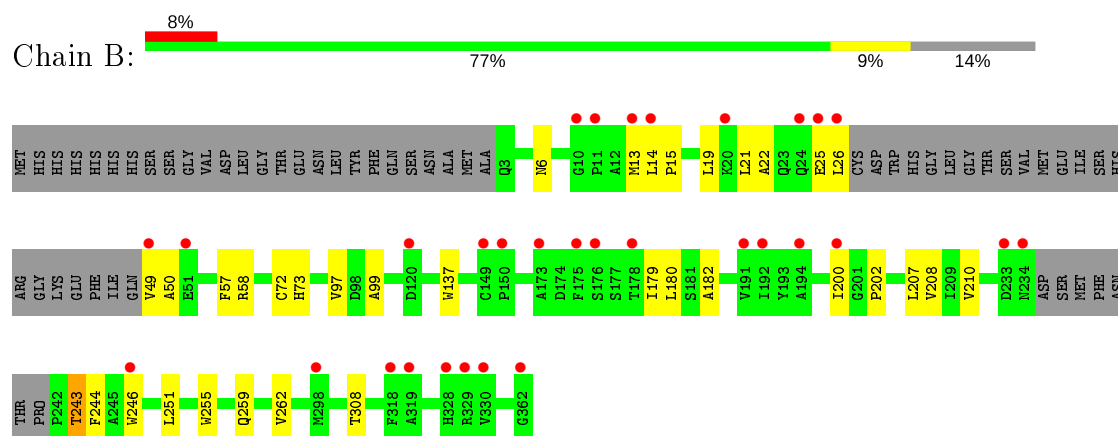 8%
Chain B:
77% 9% 14%
MET HIS HIS HIS HIS HIS HIS SER SER GLY VAL ASP LEU GLY THR GLU ASN LEU TYR PHE GLN SER ASN ALA MET ALA Q3 N6 G10 P11 A12 M13 L14 P15 L19 K20 L21 A22 Q23 Q24 E25 L26 CYS ASP TRP HIS GLY LEU GLY THR SER VAL MET GLU ILE SER HIS
ARG GLY LYS GLU PHE ILE GLN V49 A50 E51 F57 R58 C72 H73 V97 D98 A99 D120 W137 C149 P150 A173 D174 F175 S176 S177 T178 I179 L180 S181 A182 V191 I192 Y193 A194 I200 G201 P202 L207 V208 I209 V210 D233 N234 ASP SER MET PHE ASN
THR PRO P242 T243 F244 A245 W246 L251 W255 Q259 V262 M298 T308 F318 A319 H328 R329 V330 G362